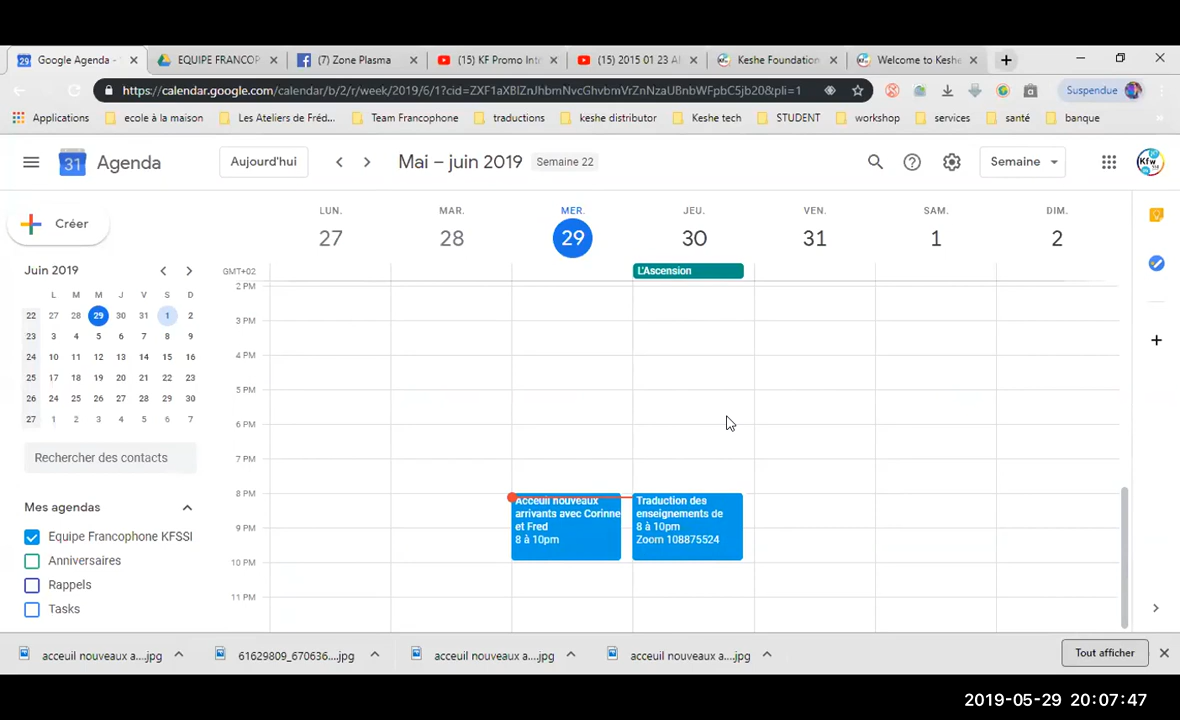 Google Agenda -
EQUIPE FRANCOP
(7) Zone Plasma
(15) KF Promo Intr
(15) 2015 01 23 A
Keshe Foundation
Welcome to Keshe
https://calendar.google.com/calendar/b/2/r/week/2019/6/1?cid=ZXF1aXBlZnJhbmNvcGhvbmVrZnNzaUBnbWFpbC5jb20&pli=1
Suspendue
Applications
ecole à la maison
Les Ateliers de Fréd...
Team Francophone
traductions
keshe distributor
Keshe tech
STUDENT
workshop
services
santé
banque
31
Agenda
Aujourd'hui
Mai – juin 2019
Semaine 22
Semaine
Créer
LUN.
MAR.
MER.
JEU.
VEN.
SAM.
DIM.
27
28
29
30
31
1
2
GMT+02
L'Ascension
Juin 2019
L M M J V S D
22 27 28 29 30 31 1 2
23 3 4 5 6 7 8 9
24 10 11 12 13 14 15 16
25 17 18 19 20 21 22 23
26 24 25 26 27 28 29 30
27 1 2 3 4 5 6 7
2 PM
3 PM
4 PM
5 PM
6 PM
7 PM
8 PM
9 PM
10 PM
11 PM
Acceuil nouveaux
arrivants avec Corinne
et Fred
8 à 10pm
Traduction des
enseignements de
8 à 10pm
Zoom 108875524
Rechercher des contacts
Mes agendas
Equipe Francophone KFSSI
Anniversaires
Rappels
Tasks
acceuil nouveaux a....jpg
61629809_670636....jpg
acceuil nouveaux a....jpg
acceuil nouveaux a....jpg
Tout afficher
2019-05-29 20:07:47